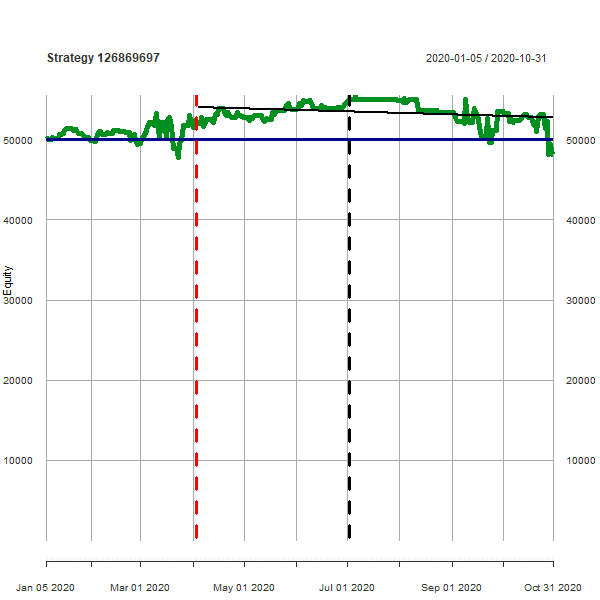 Strategy 126869697
2020-01-05 / 2020-10-31
50000
50000
40000
40000
Equity
30000
30000
20000
20000
10000
10000
Jan 05 2020
Mar 01 2020
May 01 2020
Jul 01 2020
Sep 01 2020
Oct 31 2020